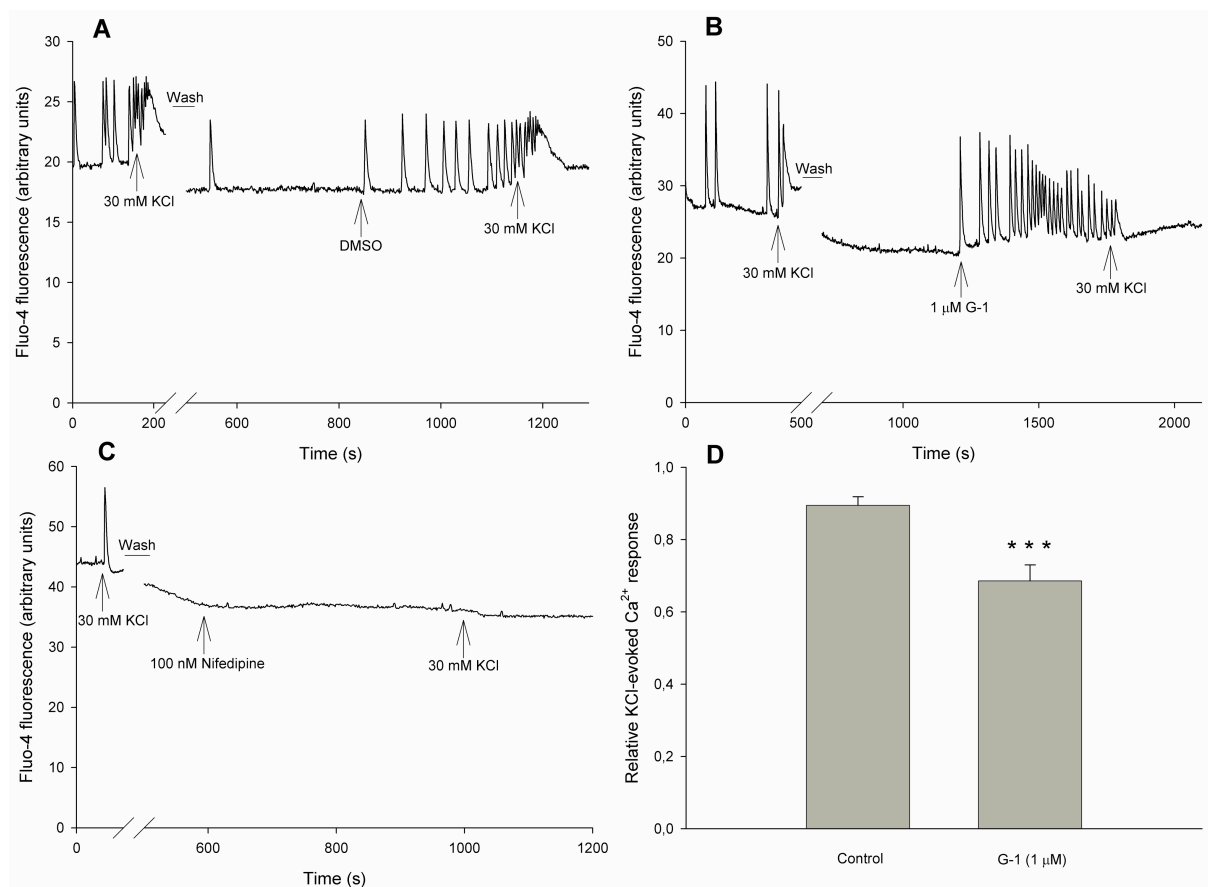 A
Fluo-4 fluorescence (arbitrary units)
30
25
20
15
10
5
0
Wash
30 mM KCl
DMSO
30 mM KCl
0
200
600
800
1000
1200
Time (s)
B
Fluo-4 fluorescence (arbitrary units)
50
40
30
20
10
0
Wash
30 mM KCl
1 μM G-1
30 mM KCl
0
500
1000
1500
2000
Time (s)
C
Fluo-4 fluorescence (arbitrary units)
60
50
40
30
20
10
0
Wash
30 mM KCl
100 nM Nifedipine
30 mM KCl
0
600
800
1000
1200
Time (s)
D
Relative KCl-evoked Ca²⁺ response
1,0
0,8
0,6
0,4
0,2
0,0
* * *
Control
G-1 (1 μM)